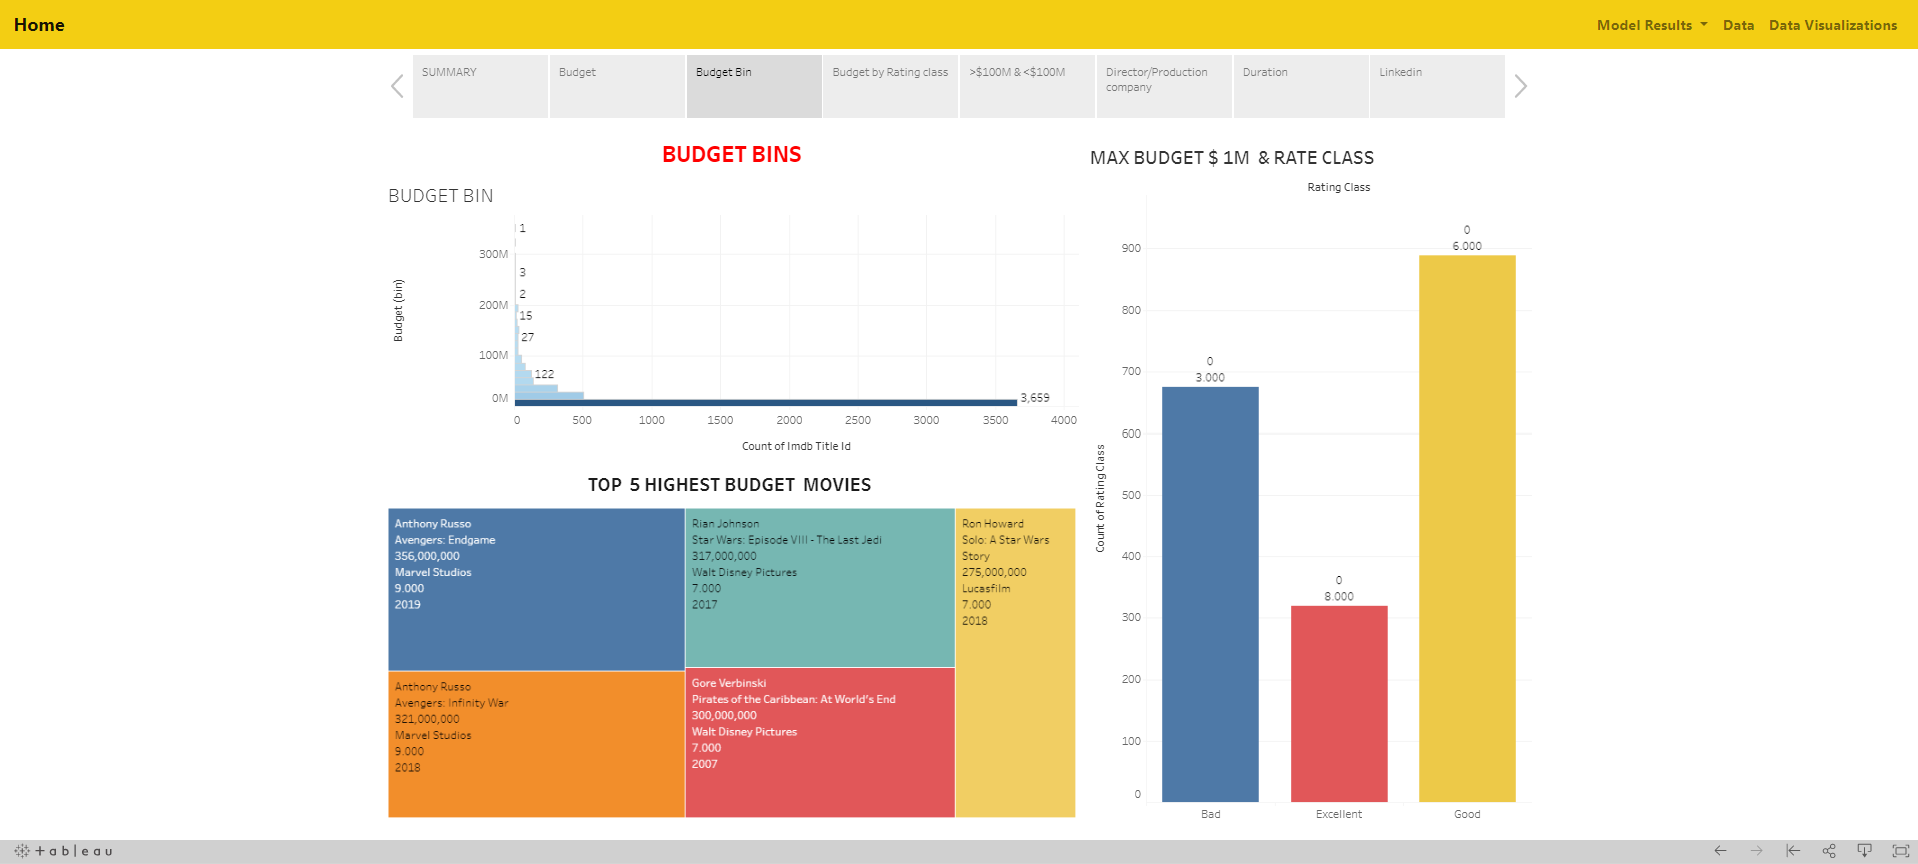 Home
Model Results
Data
Data Visualizations
SUMMARY
Budget
Budget Bin
Budget by Rating class
>$100M & <$100M
Director/Production
company
Duration
Linkedin
BUDGET BINS
BUDGET BIN
Budget (bin)
300M
200M
100M
0M
1
3
2
15
27
122
3,659
0
500
1000
1500
2000
2500
3000
3500
4000
Count of Imdb Title Id
TOP 5 HIGHEST BUDGET MOVIES
Anthony Russo
Avengers: Endgame
356,000,000
Marvel Studios
9.000
2019
Anthony Russo
Avengers: Infinity War
321,000,000
Marvel Studios
9.000
2018
Rian Johnson
Star Wars: Episode VIII - The Last Jedi
317,000,000
Walt Disney Pictures
7.000
2017
Gore Verbinski
Pirates of the Caribbean: At World's End
300,000,000
Walt Disney Pictures
7.000
2007
Ron Howard
Solo: A Star Wars
Story
275,000,000
Lucasfilm
7.000
2018
MAX BUDGET $ 1M & RATE CLASS
Rating Class
Count of Rating Class
900
800
700
600
500
400
300
200
100
0
0
3.000
0
8.000
0
6.000
Bad
Excellent
Good
+ a b | e a u